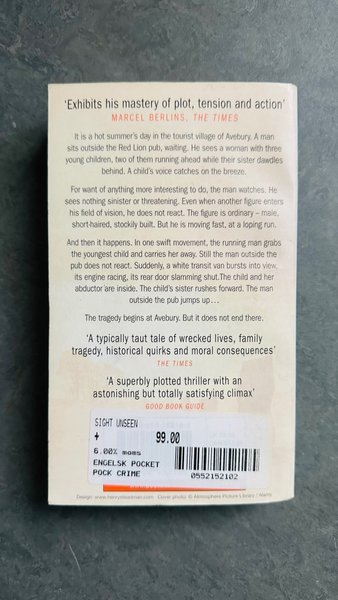 'Exhibits his mastery of plot, tension and action'
MARCEL BERLINS, THE TIMES
It is a hot summer's day in the tourist village of Avebury. A man
sits outside the Red Lion pub, waiting. He sees a woman with three
young children, two of them running ahead while their sister dawdles
behind. A child's voice catches on the breeze.
For want of anything more interesting to do, the man watches. He
sees nothing sinister or threatening. Even when another figure enters
his field of vision, he does not react. The figure is ordinary – male,
short-haired, stockily built. But he is moving fast, at a loping run.
And then it happens. In one swift movement, the running man grabs
the youngest child and carries her away. Still the man outside the
pub does not react. Suddenly, a white transit van bursts into view,
its engine racing, its rear door slamming shut.The child and her
abductor are inside. The child's sister rushes forward. The man
outside the pub jumps up…
The tragedy begins at Avebury. But it does not end there.
'A typically taut tale of wrecked lives, family
tragedy, historical quirks and moral consequences'
THE TIMES
'A superbly plotted thriller with an
astonishing but totally satisfying climax'
GOOD BOOK GUIDE
SIGHT UNSEEN
+ 99.00
6.00% moms
ENGELSK POCKET
POCK CRIME
0552152102
Design: www.henrysteadman.com Cover photo: © Atmosphere Picture Library / Alamy